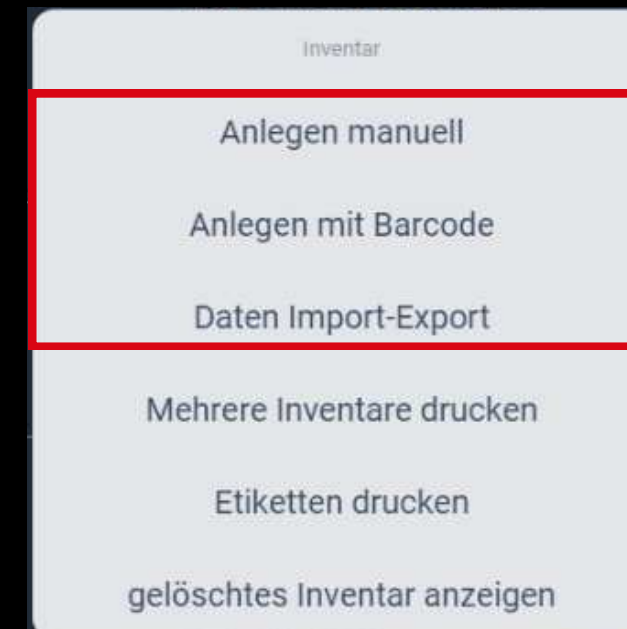 Inventar
Anlegen manuell
Anlegen mit Barcode
Daten Import-Export
Mehrere Inventare drucken
Etiketten drucken
gelöschtes Inventar anzeigen